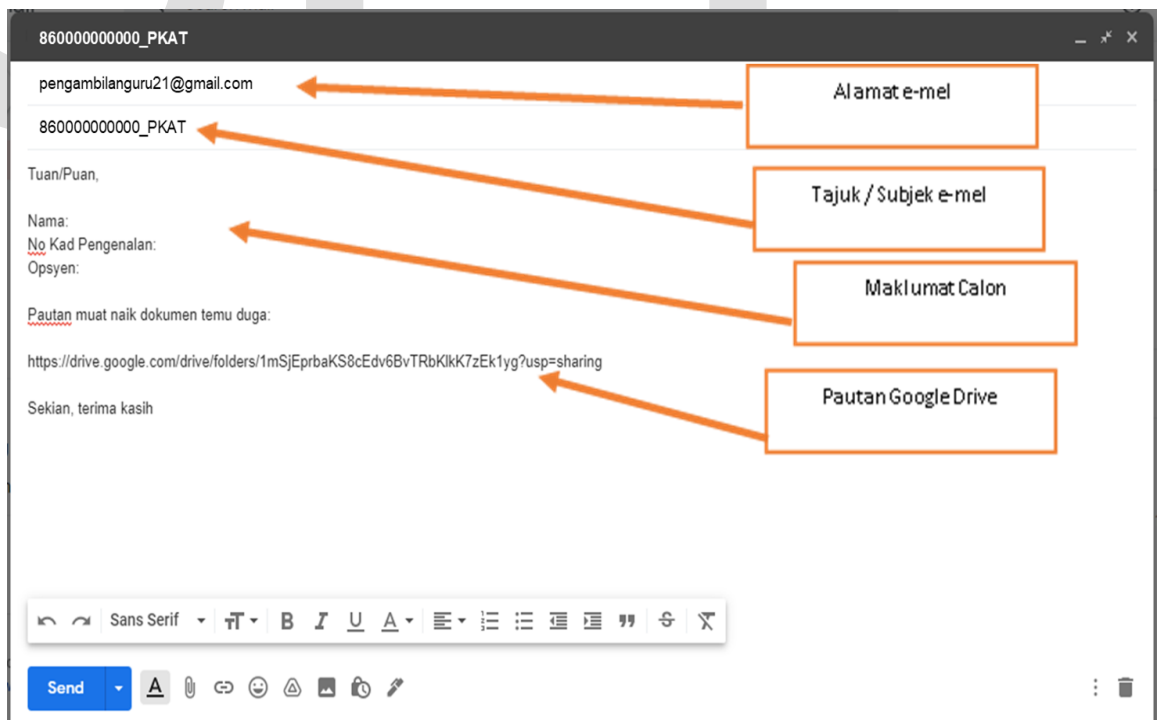 860000000000_PKAT
pengambilanguru21@gmail.com
Alamat e-mel
860000000000_PKAT
Tuan/Puan,
Tajuk / Subjek e-mel
Nama:
No Kad Pengenalan:
Opsyen:
Maklumat Calon
Pautan muat naik dokumen temu duga:
https://drive.google.com/drive/folders/1mSjEprbaKS8cEdv6BvTRbKlkK7zEk1yg?usp=sharing
Pautan Google Drive
Sekian, terima kasih
Sans Serif
Send